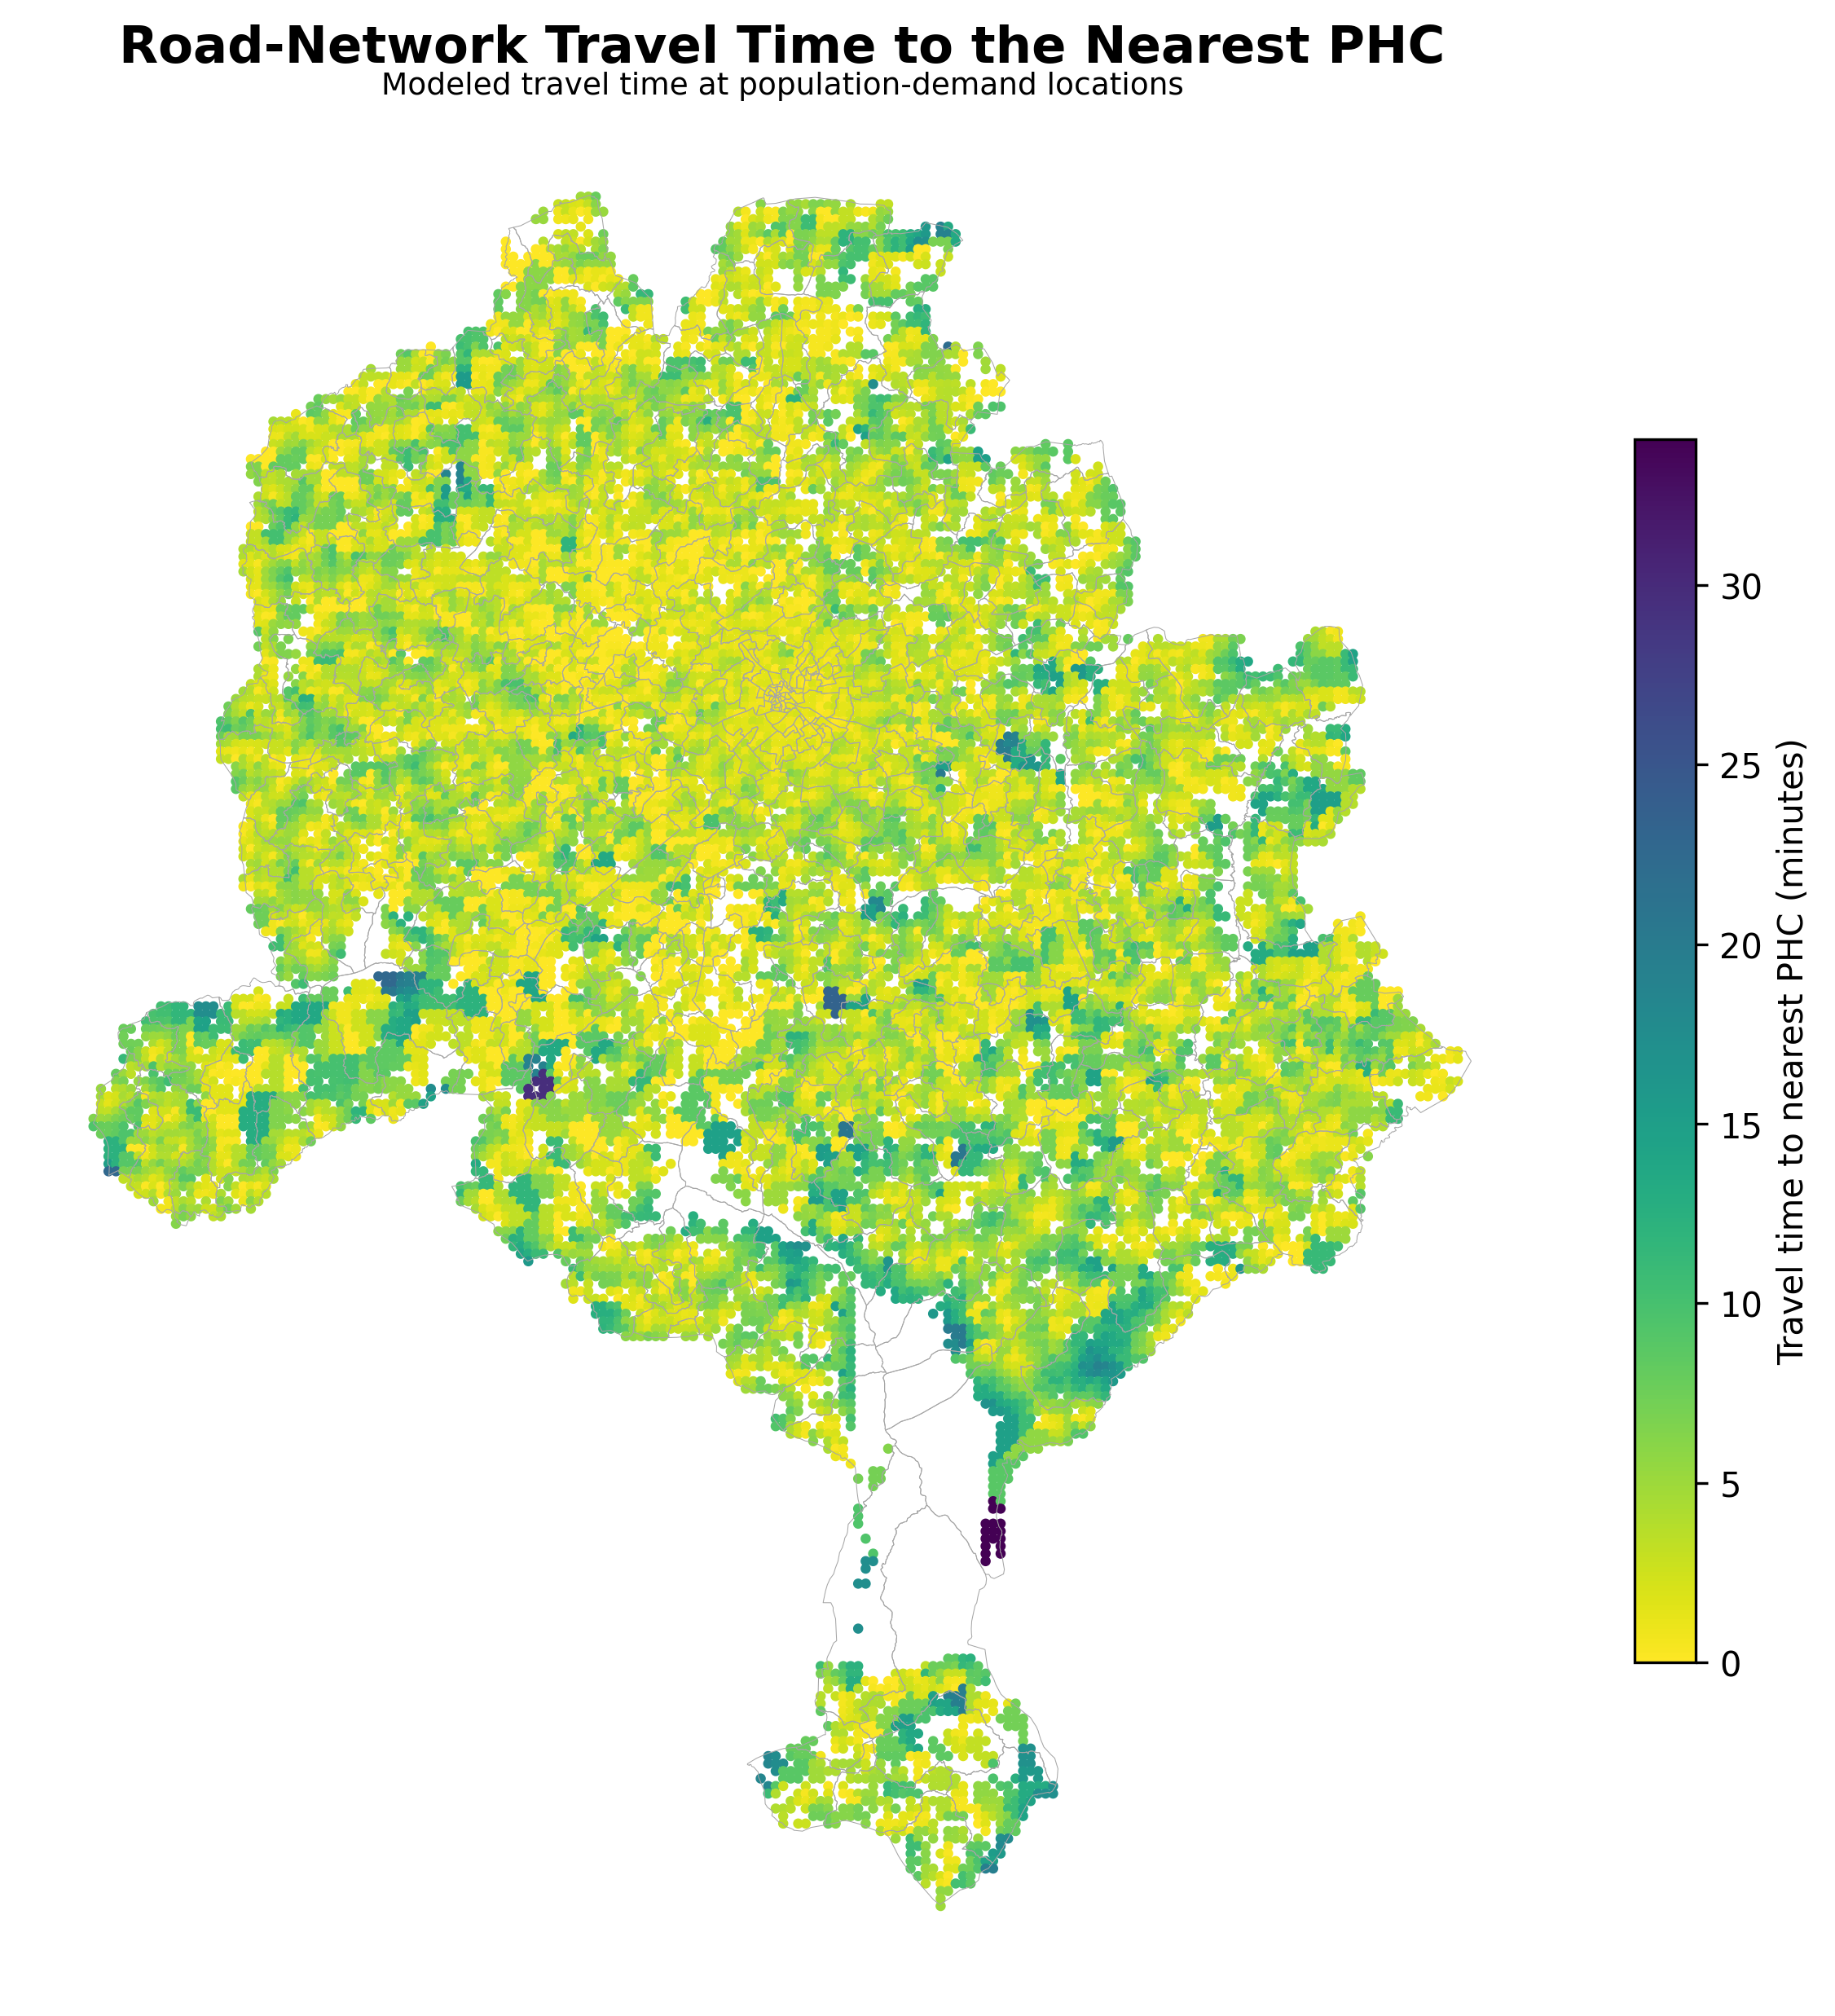 Road-Network Travel Time to the Nearest PHC
Modeled travel time at population-demand locations
30
25
20
15
10
5
0
Travel time to nearest PHC (minutes)